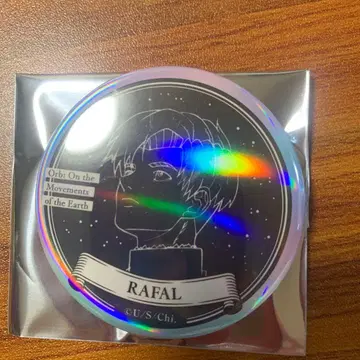 Orb: On the
Movements
of the Earth
RAFAL
©U/S/Chi.